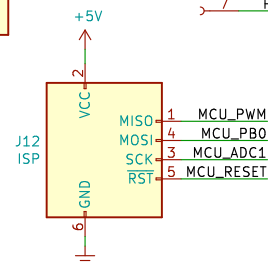 7
+5V
2
VCC
J12
ISP
MISO 1 MCU_PWM
MOSI 4 MCU_PB0
SCK 3 MCU_ADC1
RST 5 MCU_RESET
GND
6